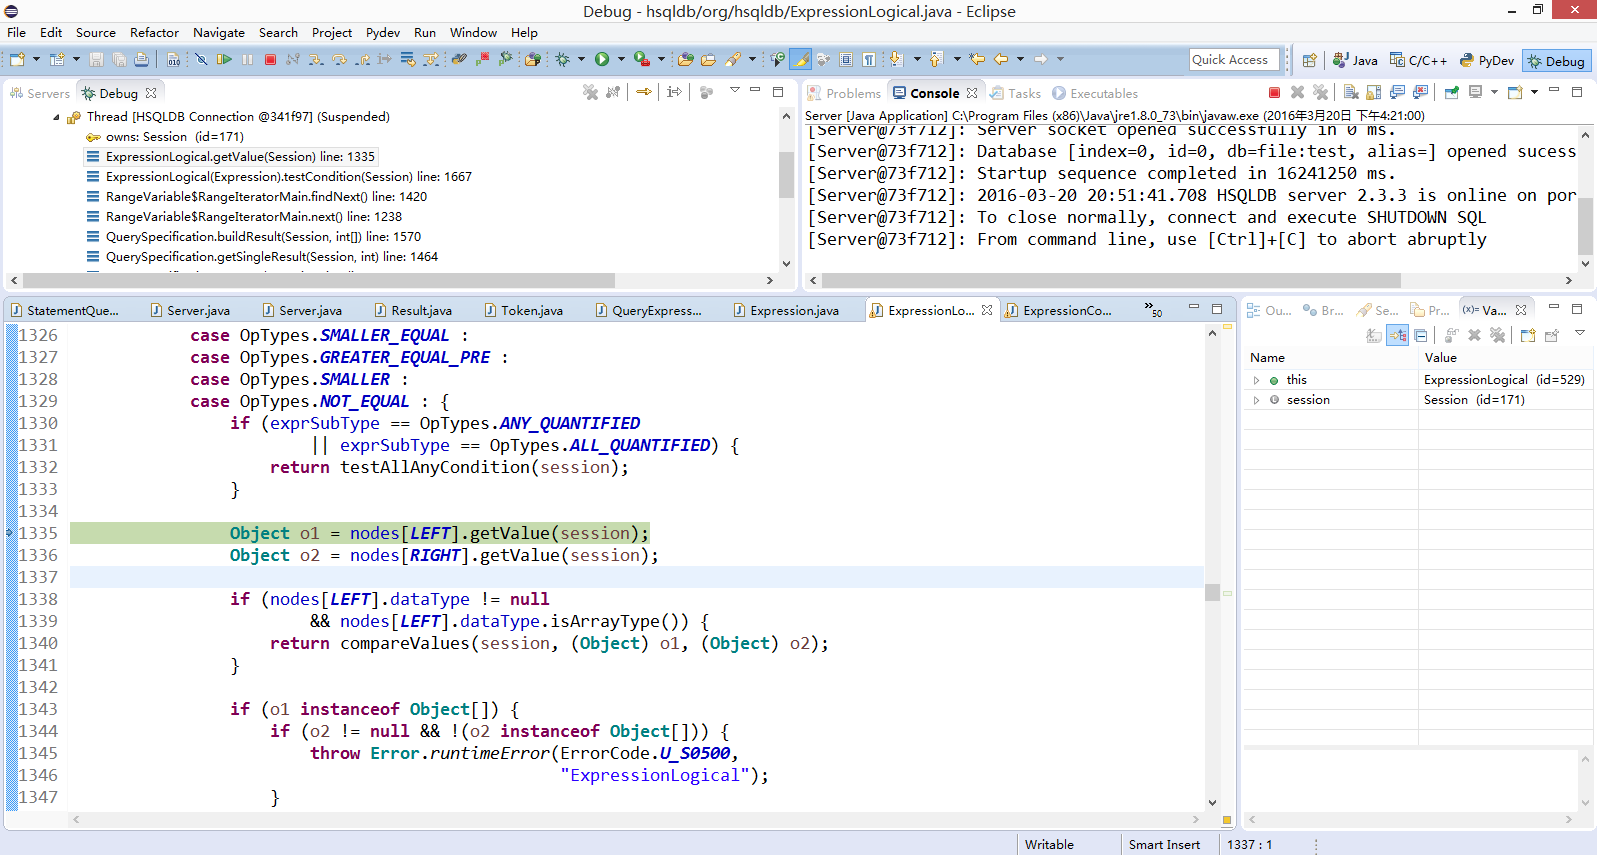 Debug - hsqldb/org/hsqldb/ExpressionLogical.java - Eclipse
File Edit Source Refactor Navigate Search Project Pydev Run Window Help
Quick Access
Java C/C++ PyDev Debug
Servers Debug
Thread [HSQLDB Connection @341f97] (Suspended)
owns: Session (id=171)
ExpressionLogical.getValue(Session) line: 1335
ExpressionLogical(Expression).testCondition(Session) line: 1667
RangeVariable$RangeIteratorMain.findNext() line: 1420
RangeVariable$RangeIteratorMain.next() line: 1238
QuerySpecification.buildResult(Session, int[]) line: 1570
QuerySpecification.getSingleResult(Session, int) line: 1464
Problems Console Tasks Executables
Server [Java Application] C:\Program Files (x86)\Java\jre1.8.0_73\bin\javaw.exe (2016年3月20日 下午4:21:00)
[Server@73f712]: Server socket opened successfully in 0 ms.
[Server@73f712]: Database [index=0, id=0, db=file:test, alias=] opened sucess
[Server@73f712]: Startup sequence completed in 16241250 ms.
[Server@73f712]: 2016-03-20 20:51:41.708 HSQLDB server 2.3.3 is online on por
[Server@73f712]: To close normally, connect and execute SHUTDOWN SQL
[Server@73f712]: From command line, use [Ctrl]+[C] to abort abruptly
StatementQue... Server.java Server.java Result.java Token.java QueryExpress... Expression.java ExpressionLo... ExpressionCo... »50
1326 case OpTypes.SMALLER_EQUAL :
1327 case OpTypes.GREATER_EQUAL_PRE :
1328 case OpTypes.SMALLER :
1329 case OpTypes.NOT_EQUAL : {
1330 if (exprSubType == OpTypes.ANY_QUANTIFIED
1331 || exprSubType == OpTypes.ALL_QUANTIFIED) {
1332 return testAllAnyCondition(session);
1333 }
1334
1335 Object o1 = nodes[LEFT].getValue(session);
1336 Object o2 = nodes[RIGHT].getValue(session);
1337
1338 if (nodes[LEFT].dataType != null
1339 && nodes[LEFT].dataType.isArrayType()) {
1340 return compareValues(session, (Object) o1, (Object) o2);
1341 }
1342
1343 if (o1 instanceof Object[]) {
1344 if (o2 != null && !(o2 instanceof Object[])) {
1345 throw Error.runtimeError(ErrorCode.U_S0500,
1346 "ExpressionLogical");
1347 }
Ou... Br... Se... Pr... (x)= Va...
Name Value
this ExpressionLogical (id=529)
session Session (id=171)
Writable Smart Insert 1337 : 1